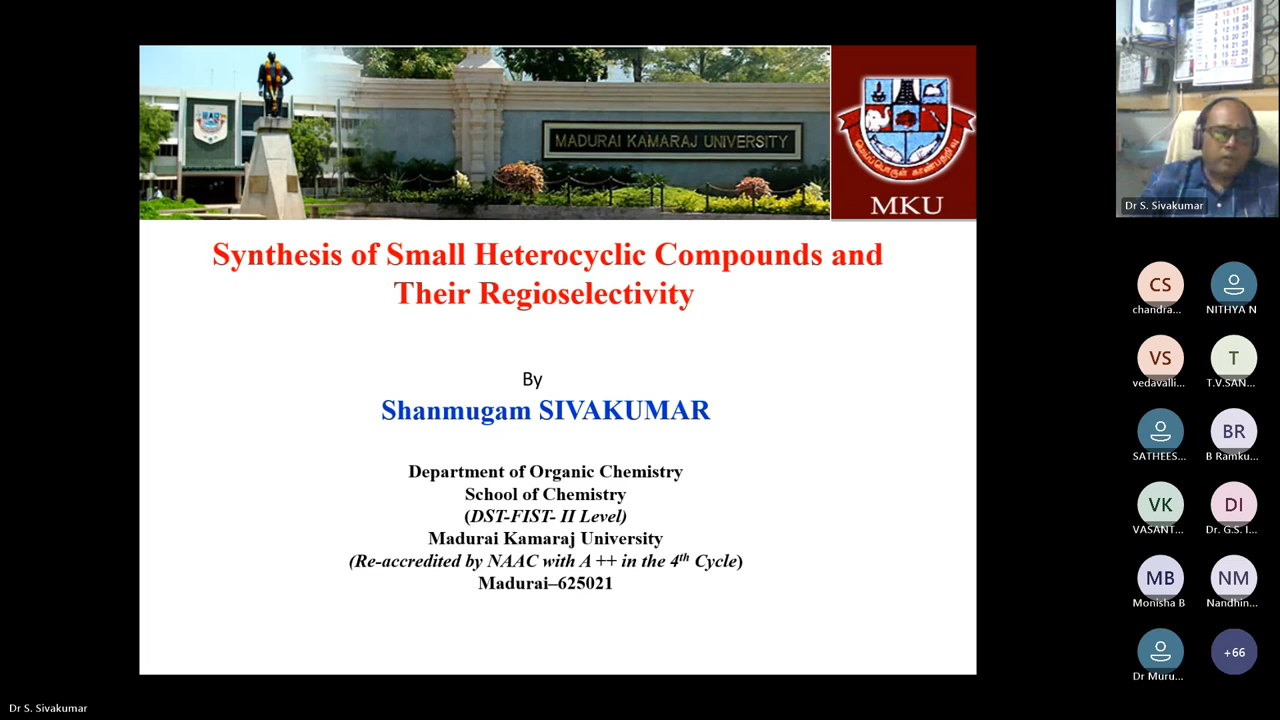 MADURAI KAMARAJ UNIVERSITY
MKU
Synthesis of Small Heterocyclic Compounds and
Their Regioselectivity
By
Shanmugam SIVAKUMAR
Department of Organic Chemistry
School of Chemistry
(DST-FIST- II Level)
Madurai Kamaraj University
(Re-accredited by NAAC with A ++ in the 4th Cycle)
Madurai–625021
Dr S. Sivakumar
CS
chandra...
NITHYA N
VS
vedavalli...
T
T.V.SAN...
SATHEES...
BR
B Ramku...
VK
VASANT...
DI
Dr. G.S. I...
MB
Monisha B
NM
Nandhin...
Dr Muru...
+66
Dr S. Sivakumar